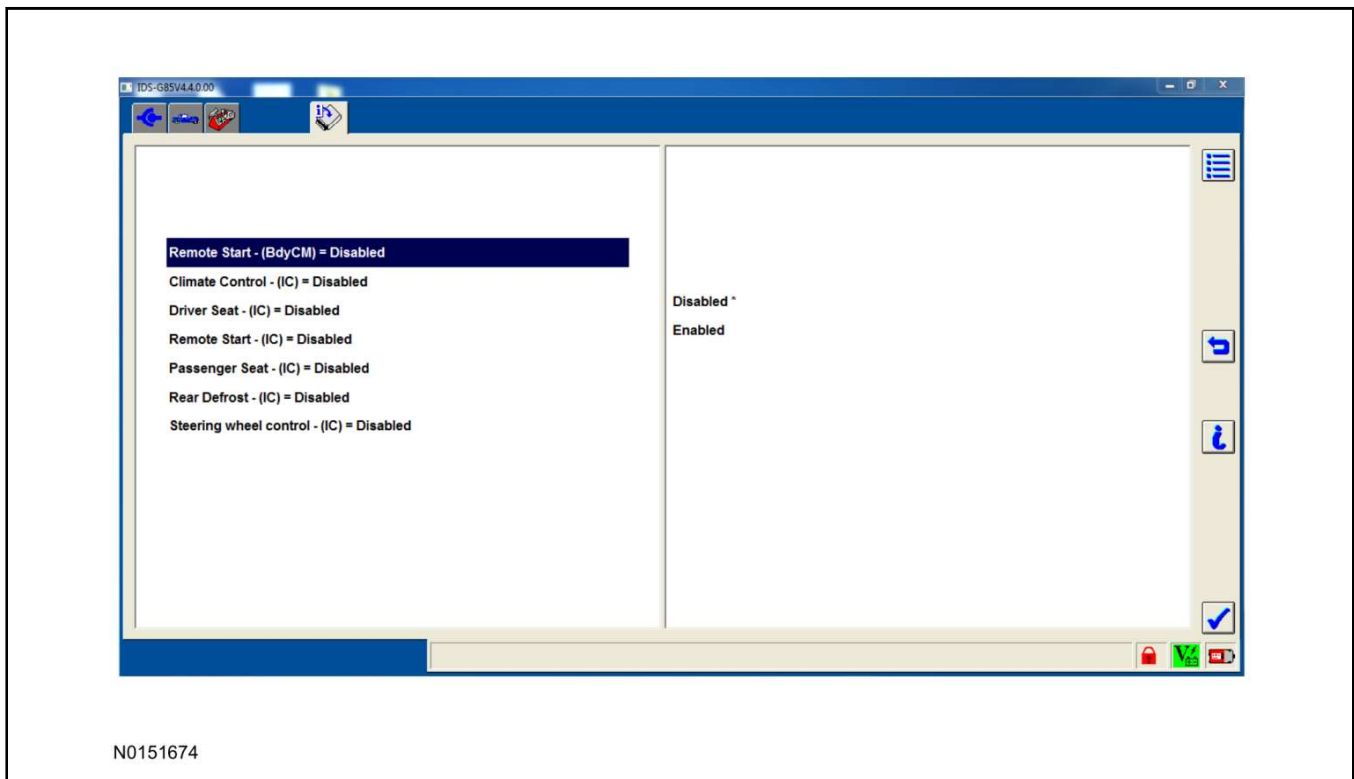 IDS-G85V4.4.0.00
Remote Start - (BdyCM) = Disabled
Climate Control - (IC) = Disabled
Driver Seat - (IC) = Disabled
Remote Start - (IC) = Disabled
Passenger Seat - (IC) = Disabled
Rear Defrost - (IC) = Disabled
Steering wheel control - (IC) = Disabled
Disabled *
Enabled
N0151674